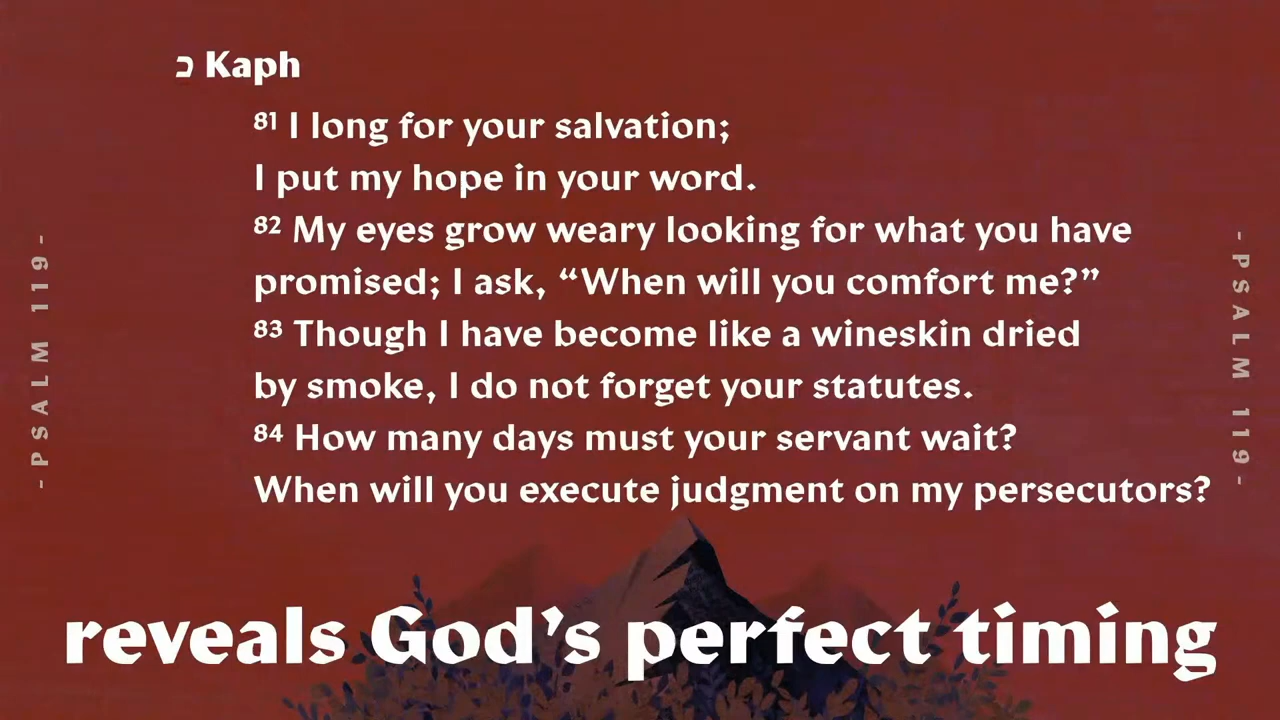 כ Kaph
81 I long for your salvation;
I put my hope in your word.
82 My eyes grow weary looking for what you have
promised; I ask, “When will you comfort me?”
83 Though I have become like a wineskin dried
by smoke, I do not forget your statutes.
84 How many days must your servant wait?
When will you execute judgment on my persecutors?
- PSALM 119 -
- PSALM 119 -
reveals God’s perfect timing